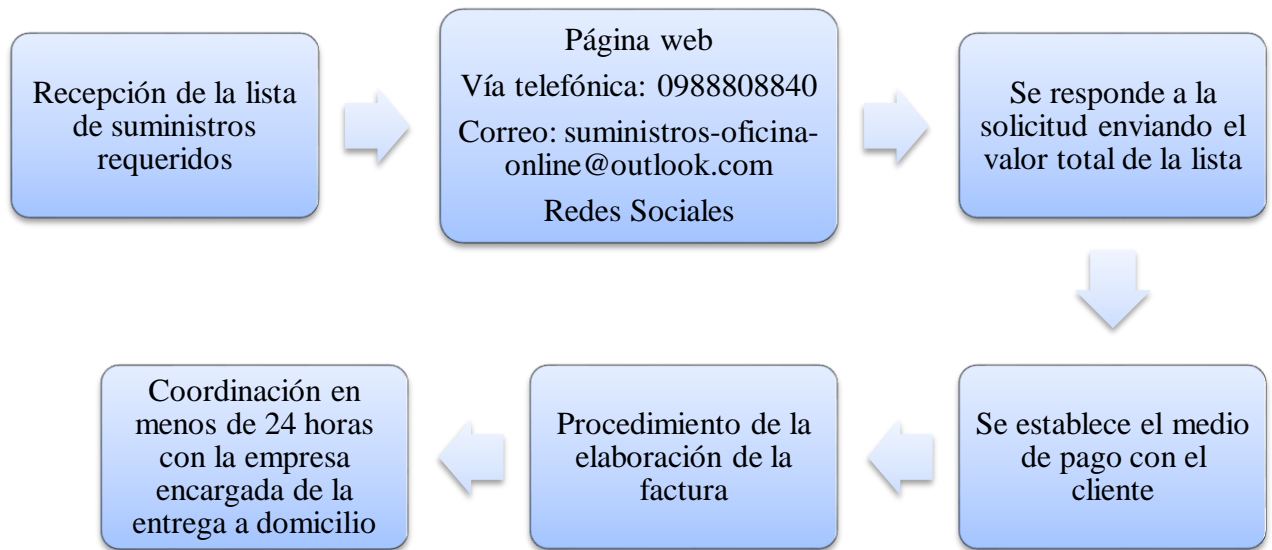 Recepción de la lista
de suministros
requeridos
Página web
Vía telefónica: 0988808840
Correo: suministros-oficina-
online@outlook.com
Redes Sociales
Se responde a la
solicitud enviando el
valor total de la lista
Se establece el medio
de pago con el
cliente
Procedimiento de la
elaboración de la
factura
Coordinación en
menos de 24 horas
con la empresa
encargada de la
entrega a domicilio